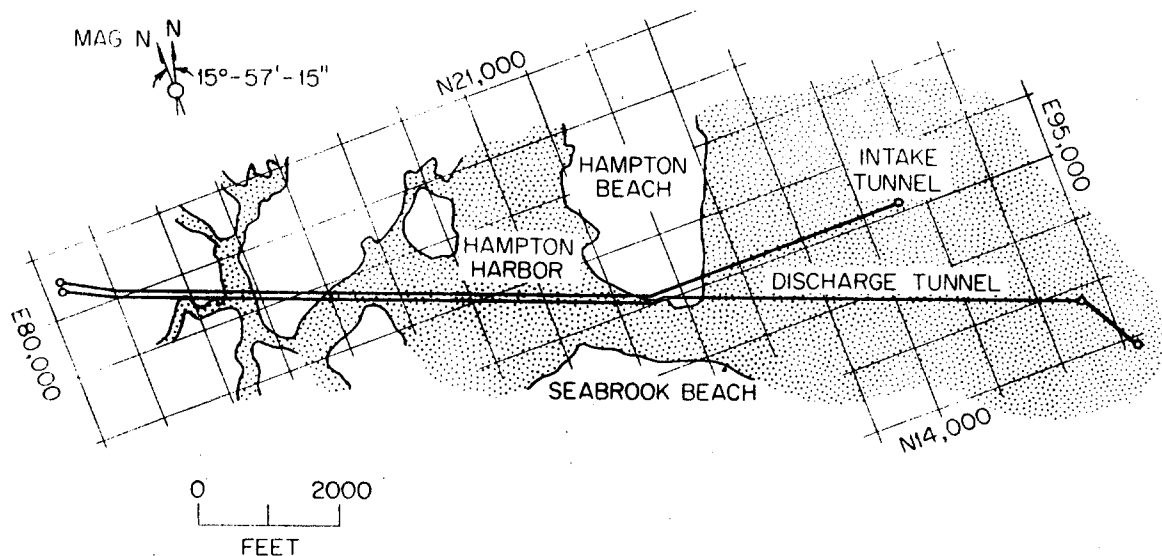 MAG N N
15°-57'-15"
N21,000
E95,000
HAMPTON
BEACH
INTAKE
TUNNEL
HAMPTON
HARBOR
DISCHARGE TUNNEL
E80,000
SEABROOK BEACH
N14,000
0 2000
FEET